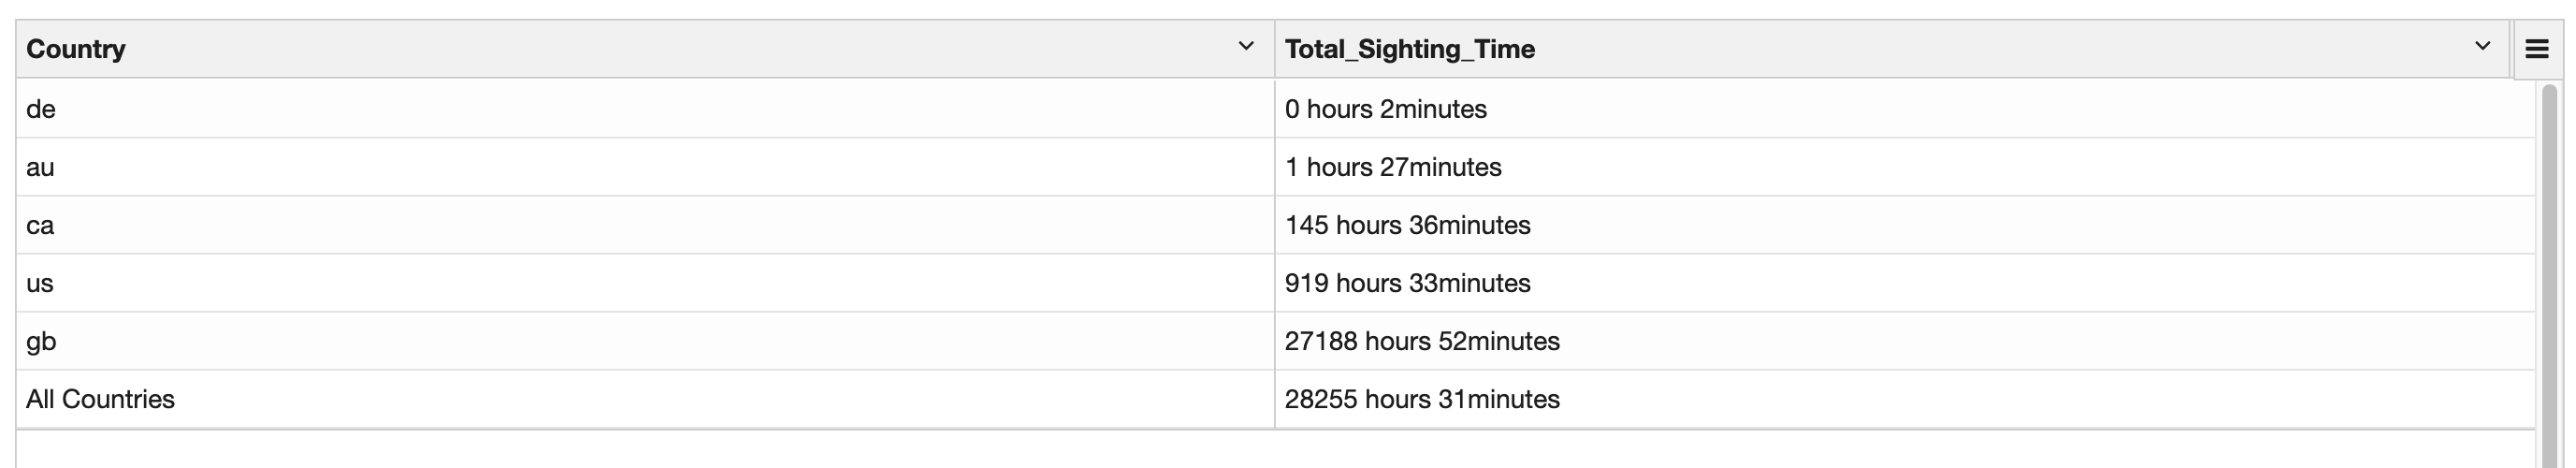 Country Total_Sighting_Time
de 0 hours 2minutes
au 1 hours 27minutes
ca 145 hours 36minutes
us 919 hours 33minutes
gb 27188 hours 52minutes
All Countries 28255 hours 31minutes